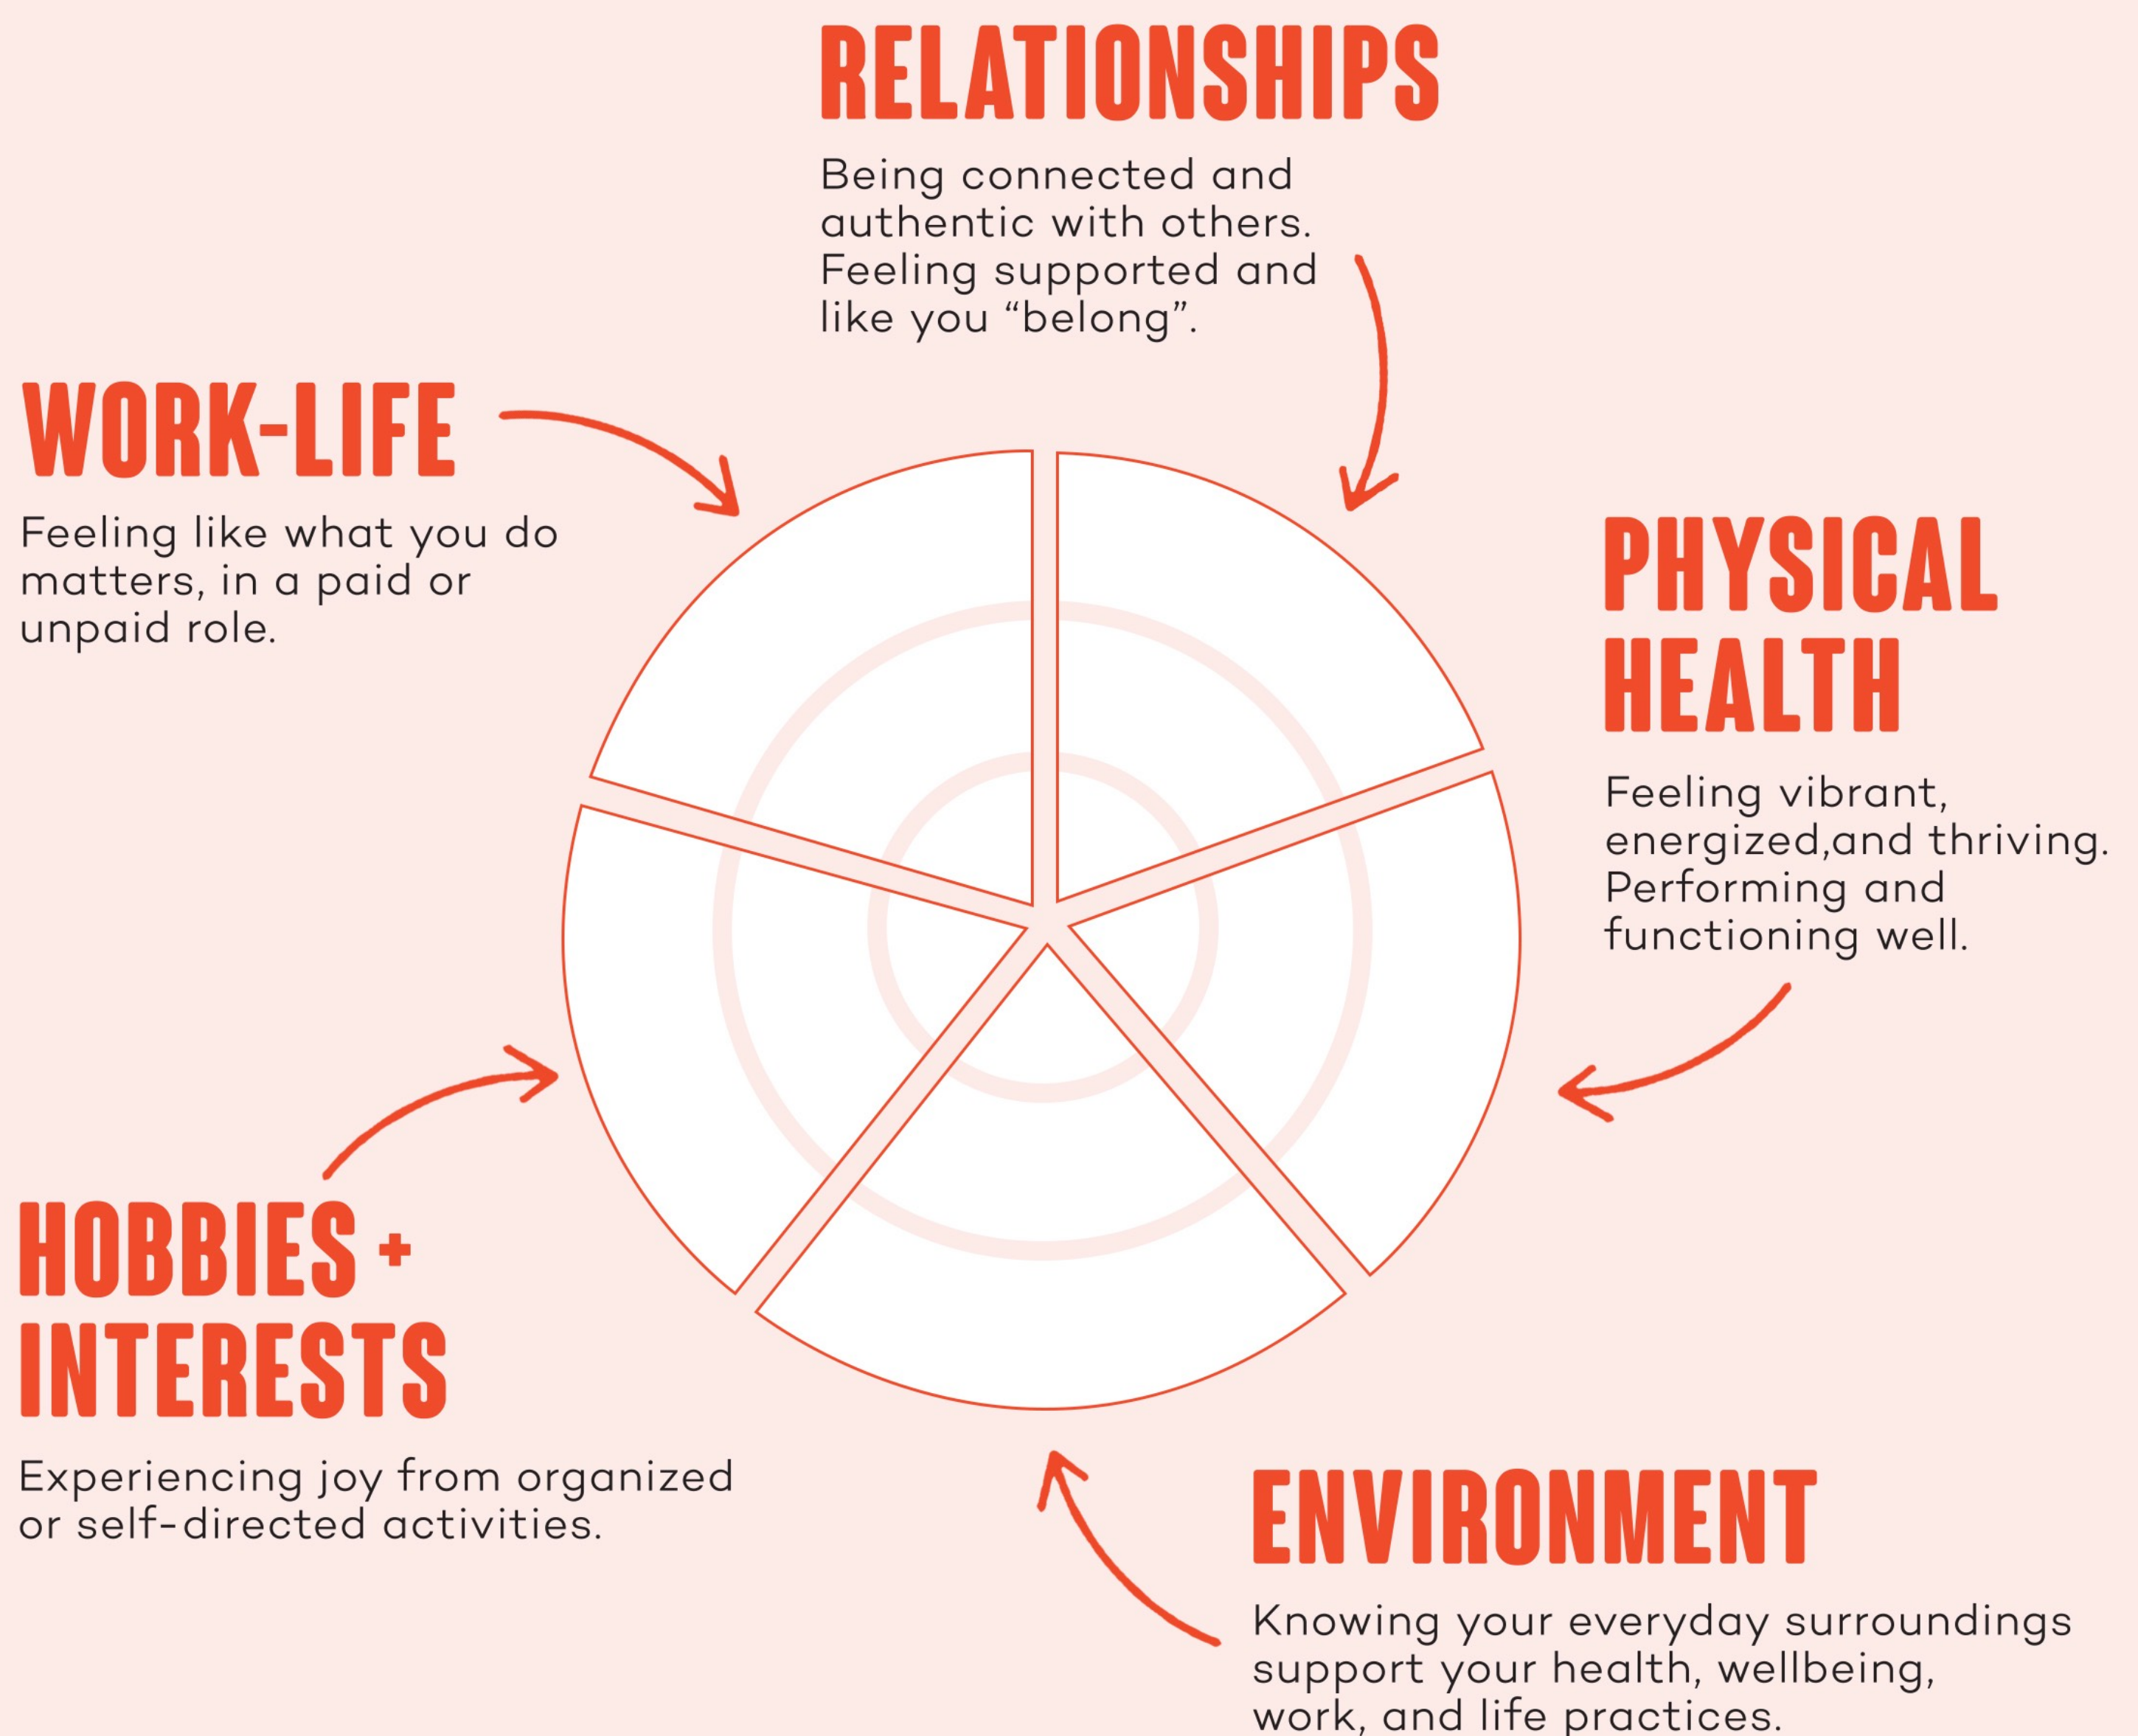 RELATIONSHIPS
Being connected and
authentic with others.
Feeling supported and
like you “belong”.
WORK-LIFE
Feeling like what you do
matters, in a paid or
unpaid role.
PHYSICAL
HEALTH
Feeling vibrant,
energized,and thriving.
Performing and
functioning well.
HOBBIES +
INTERESTS
Experiencing joy from organized
or self-directed activities.
ENVIRONMENT
Knowing your everyday surroundings
support your health, wellbeing,
work, and life practices.